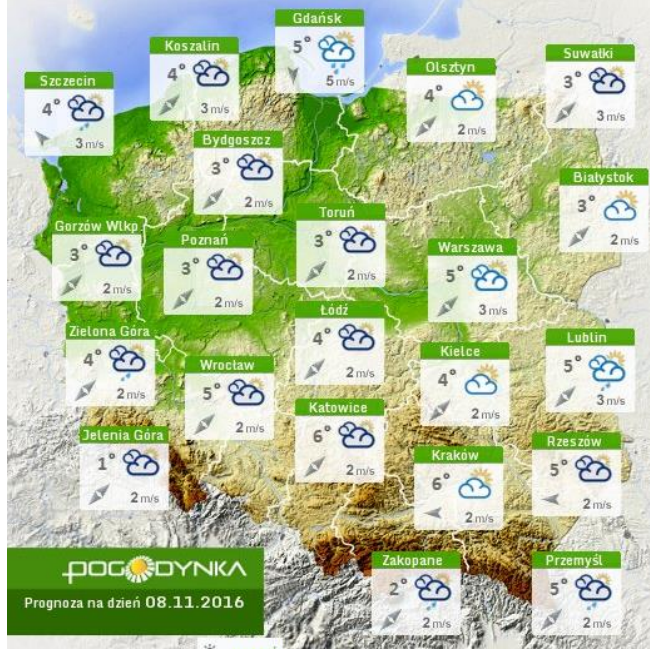 Gdańsk
5°
5 m/s
Koszalin
4°
3 m/s
Suwałki
3°
3 m/s
Olsztyn
4°
2 m/s
Szczecin
4°
3 m/s
Bydgoszcz
3°
2 m/s
Białystok
3°
2 m/s
Toruń
3°
2 m/s
Gorzów Wlkp
3°
2 m/s
Poznań
3°
2 m/s
Warszawa
5°
3 m/s
Łódź
4°
2 m/s
Zielona Góra
4°
2 m/s
Lublin
5°
3 m/s
Kielce
4°
2 m/s
Wrocław
5°
2 m/s
Katowice
6°
2 m/s
Jelenia Góra
1°
2 m/s
Rzeszów
5°
2 m/s
Kraków
6°
2 m/s
Zakopane
2°
2 m/s
Przemyśl
5°
2 m/s
POGODYNKA
Prognoza na dzień 08.11.2016